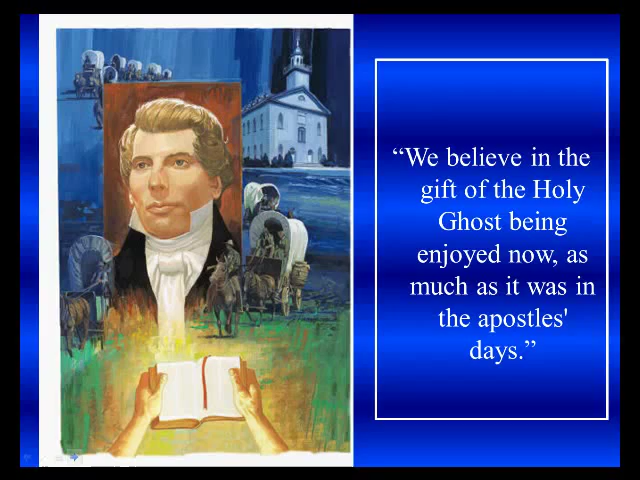 “We believe in the
gift of the Holy
Ghost being
enjoyed now, as
much as it was in
the apostles'
days.”